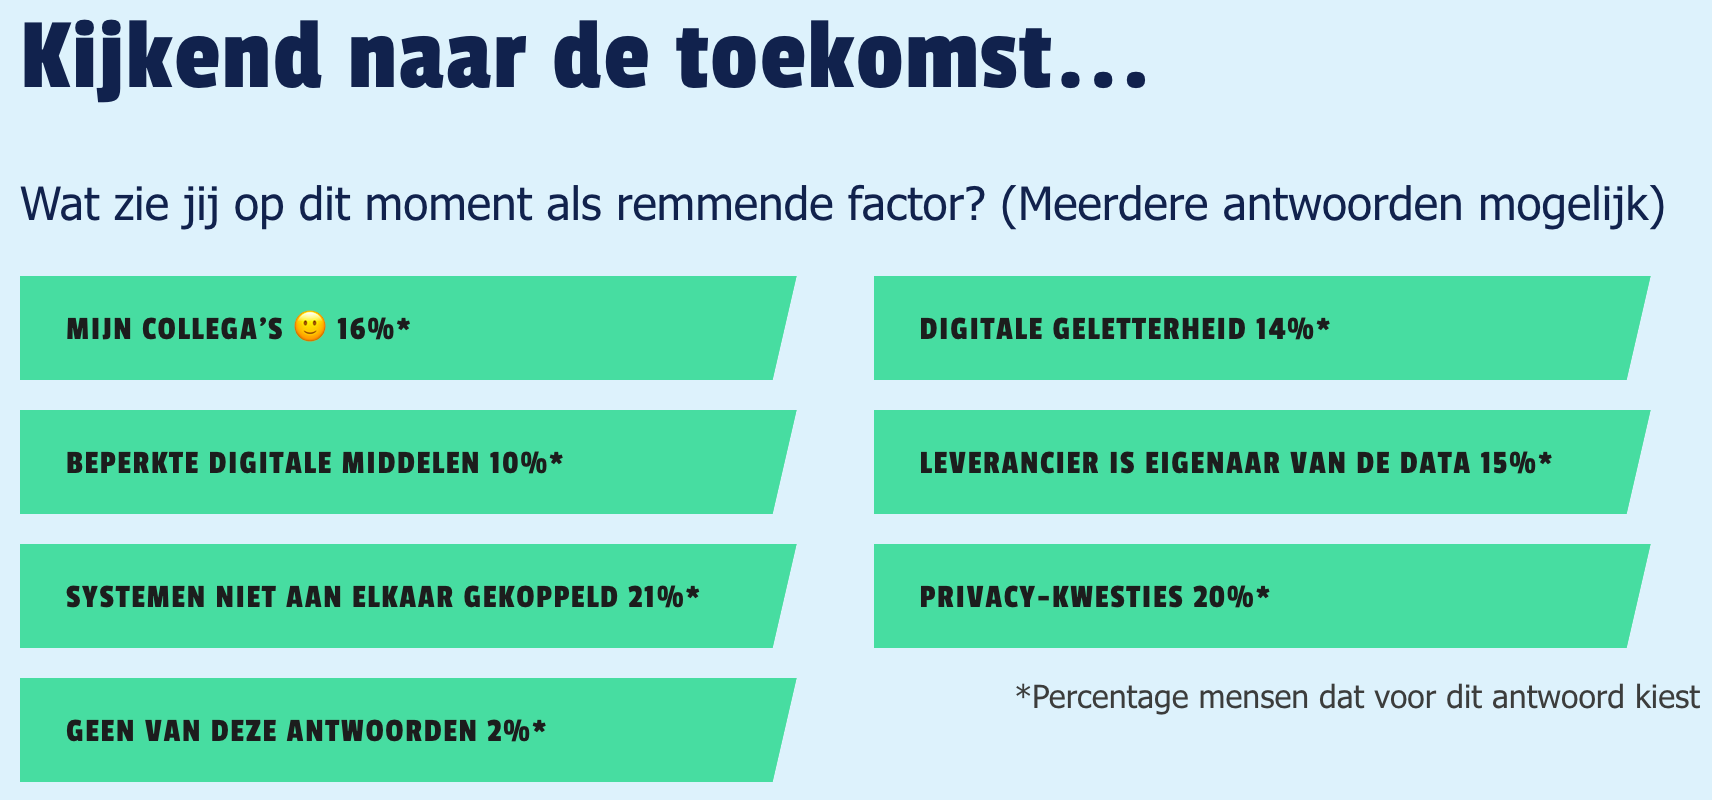 Kijkend naar de toekomst...
Wat zie jij op dit moment als remmende factor? (Meerdere antwoorden mogelijk)
MIJN COLLEGA’S 🙂 16%*
DIGITALE GELETTERHEID 14%*
BEPERKTE DIGITALE MIDDELEN 10%*
LEVERANCIER IS EIGENAAR VAN DE DATA 15%*
SYSTEMEN NIET AAN ELKAAR GEKOPPELD 21%*
PRIVACY-KWESTIES 20%*
GEEN VAN DEZE ANTWOORDEN 2%*
*Percentage mensen dat voor dit antwoord kiest